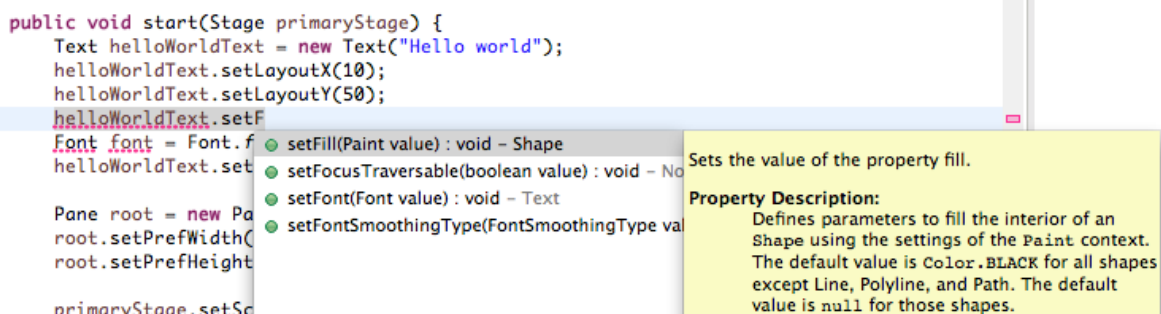 public void start(Stage primaryStage) {
Text helloWorldText = new Text("Hello world");
helloWorldText.setLayoutX(10);
helloWorldText.setLayoutY(50);
helloWorldText.setF
Font font = Font.f
helloWorldText.set
Pane root = new Pa
root.setPrefWidth(
root.setPrefHeight
primaryStage.setSc
setFill(Paint value) : void – Shape
setFocusTraversable(boolean value) : void – No
setFont(Font value) : void – Text
setFontSmoothingType(FontSmoothingType val
Sets the value of the property fill.
Property Description:
Defines parameters to fill the interior of an
Shape using the settings of the Paint context.
The default value is Color.BLACK for all shapes
except Line, Polyline, and Path. The default
value is null for those shapes.